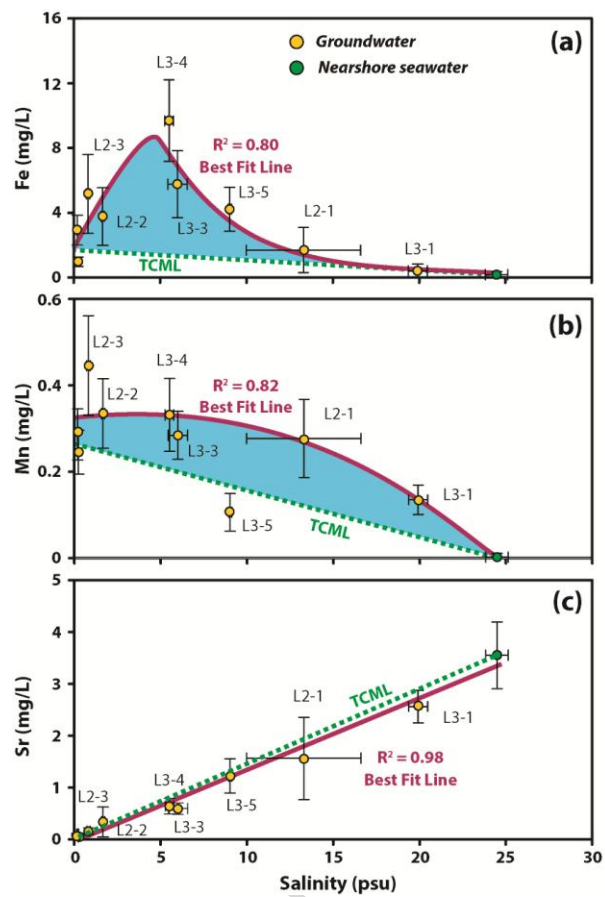 16
12
8
4
0
Fe (mg/L)
(a)
Groundwater
Nearshore seawater
L3-4
L2-3
R² = 0.80
Best Fit Line
L2-2
L3-3
L3-5
L2-1
L3-1
TCML
0.6
0.4
0.2
0
Mn (mg/L)
(b)
L2-3
L3-4
L2-2
R² = 0.82
Best Fit Line
L2-1
L3-3
L3-1
L3-5
TCML
5
4
3
2
1
0
Sr (mg/L)
(c)
TCML
L2-1
L3-1
R² = 0.98
Best Fit Line
L3-4
L2-3
L3-5
L2-2
L3-3
0 5 10 15 20 25 30
Salinity (psu)